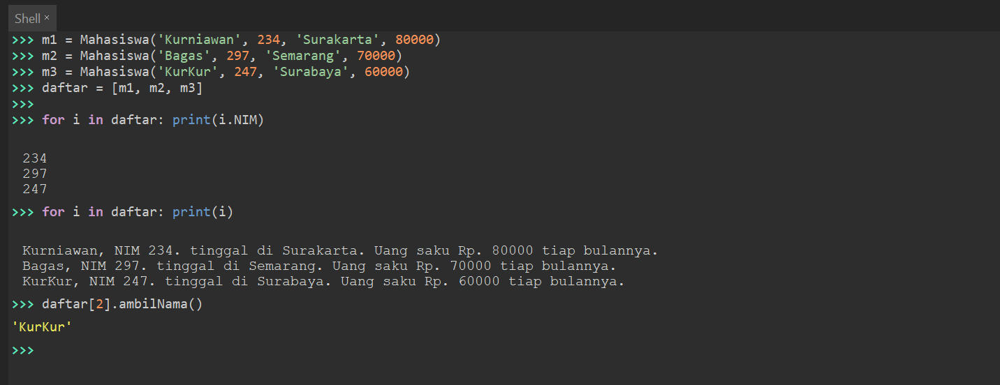 Shell ×
>>> m1 = Mahasiswa('Kurniawan', 234, 'Surakarta', 80000)
>>> m2 = Mahasiswa('Bagas', 297, 'Semarang', 70000)
>>> m3 = Mahasiswa('KurKur', 247, 'Surabaya', 60000)
>>> daftar = [m1, m2, m3]
>>>
>>> for i in daftar: print(i.NIM)
234
297
247
>>> for i in daftar: print(i)
Kurniawan, NIM 234. tinggal di Surakarta. Uang saku Rp. 80000 tiap bulannya.
Bagas, NIM 297. tinggal di Semarang. Uang saku Rp. 70000 tiap bulannya.
KurKur, NIM 247. tinggal di Surabaya. Uang saku Rp. 60000 tiap bulannya.
>>> daftar[2].ambilNama()
'KurKur'
>>>